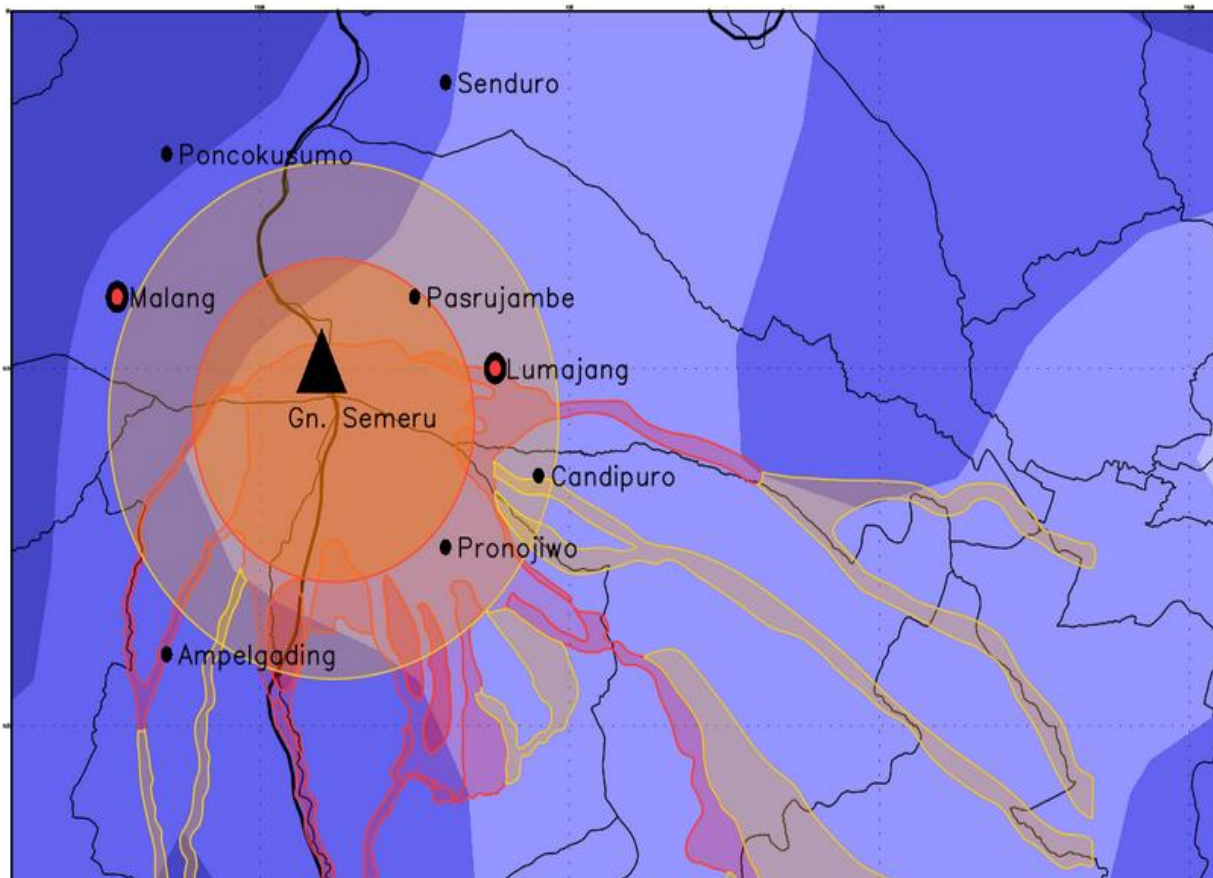 Senduro
Poncokusumo
Malang
Pasrujambe
Lumajang
Gn. Semeru
Candipuro
Pronojiwo
Ampelgading